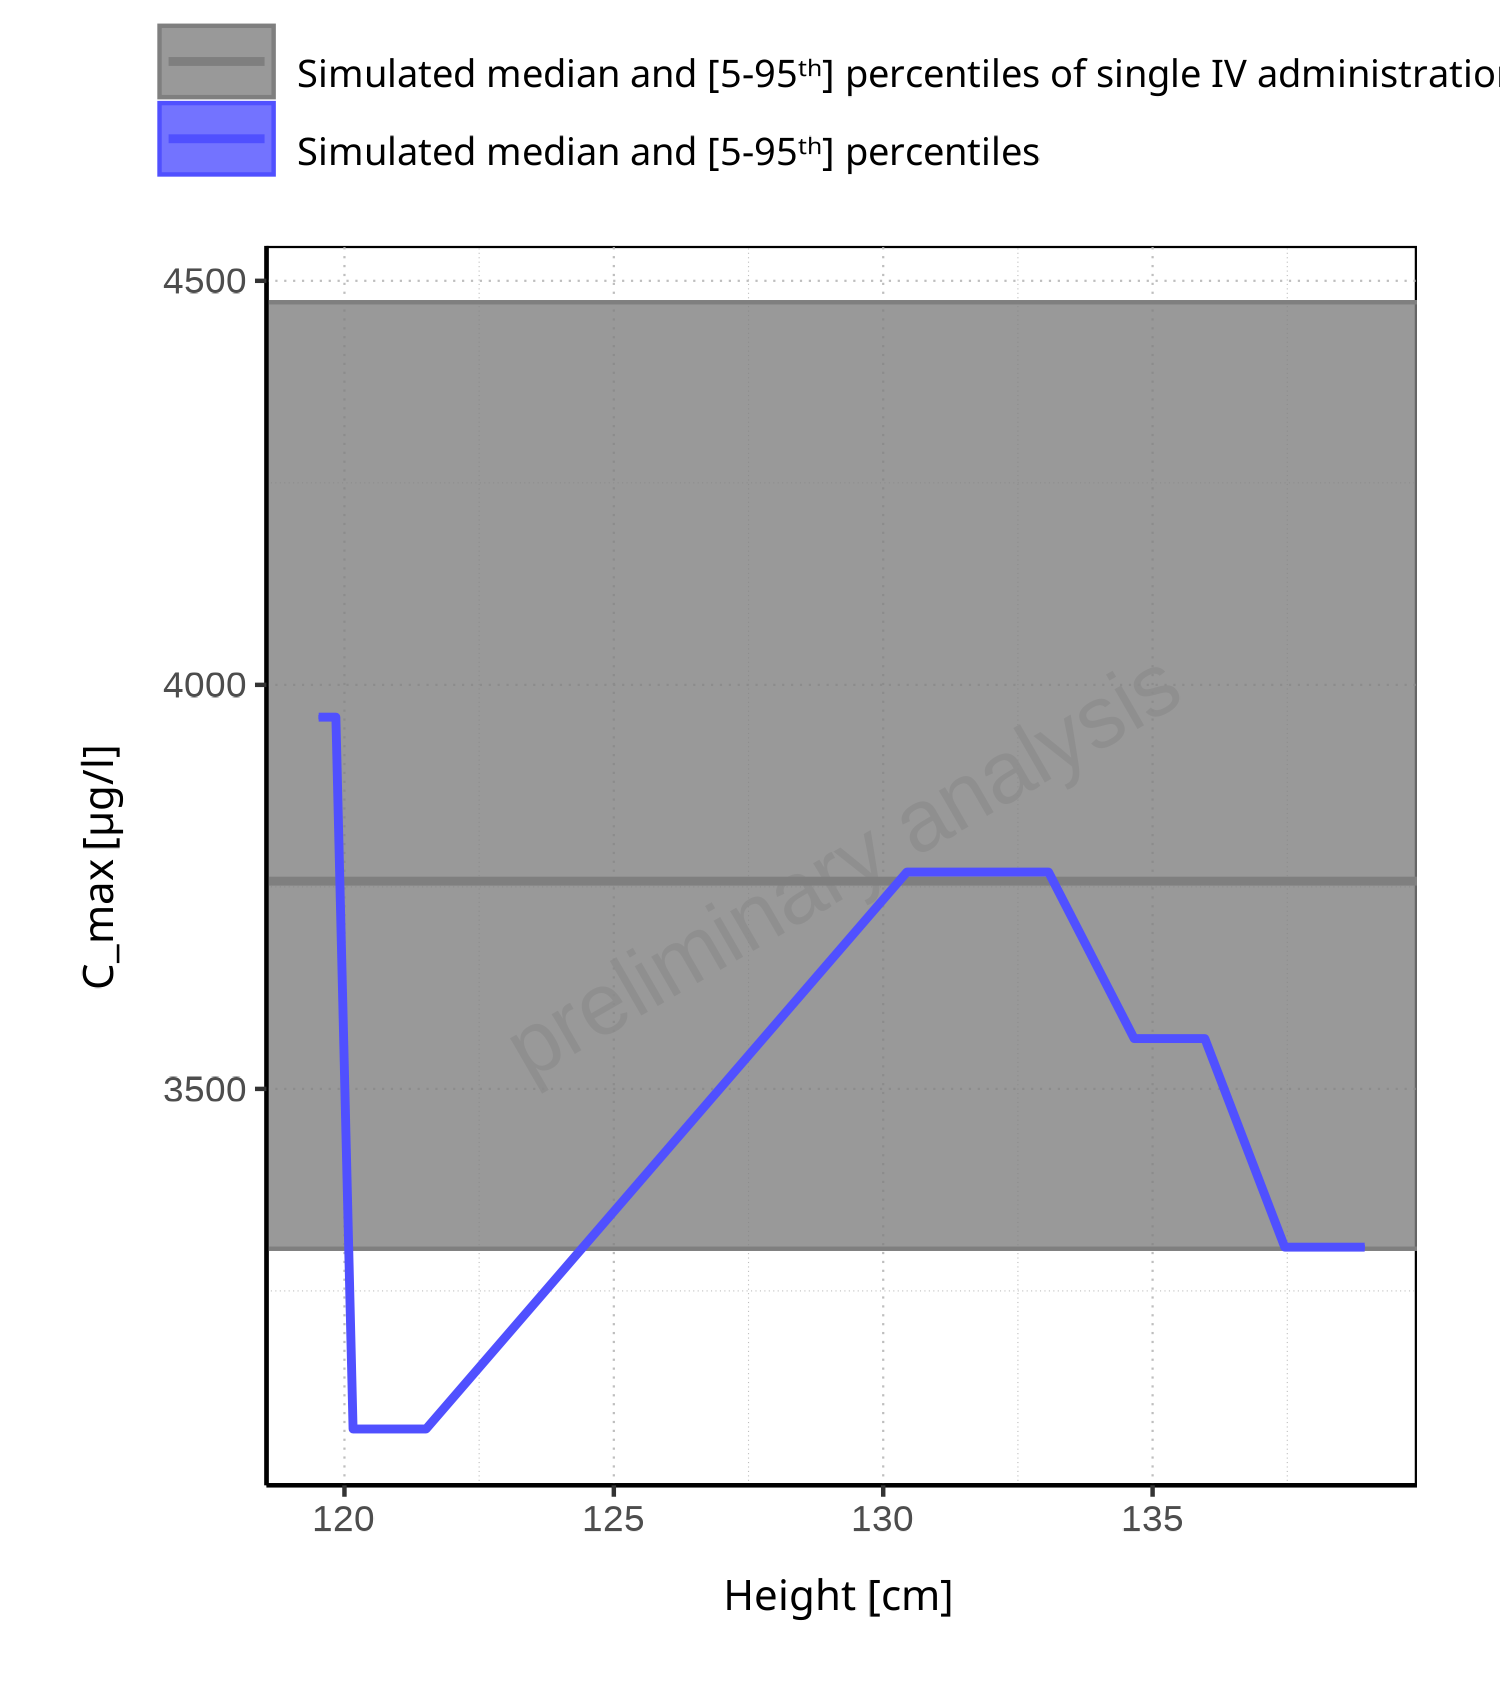 Simulated median and [5-95ᵗʰ] percentiles of single IV administration
Simulated median and [5-95ᵗʰ] percentiles
4500
4000
3500
C_max [µg/l]
preliminary analysis
120 125 130 135
Height [cm]